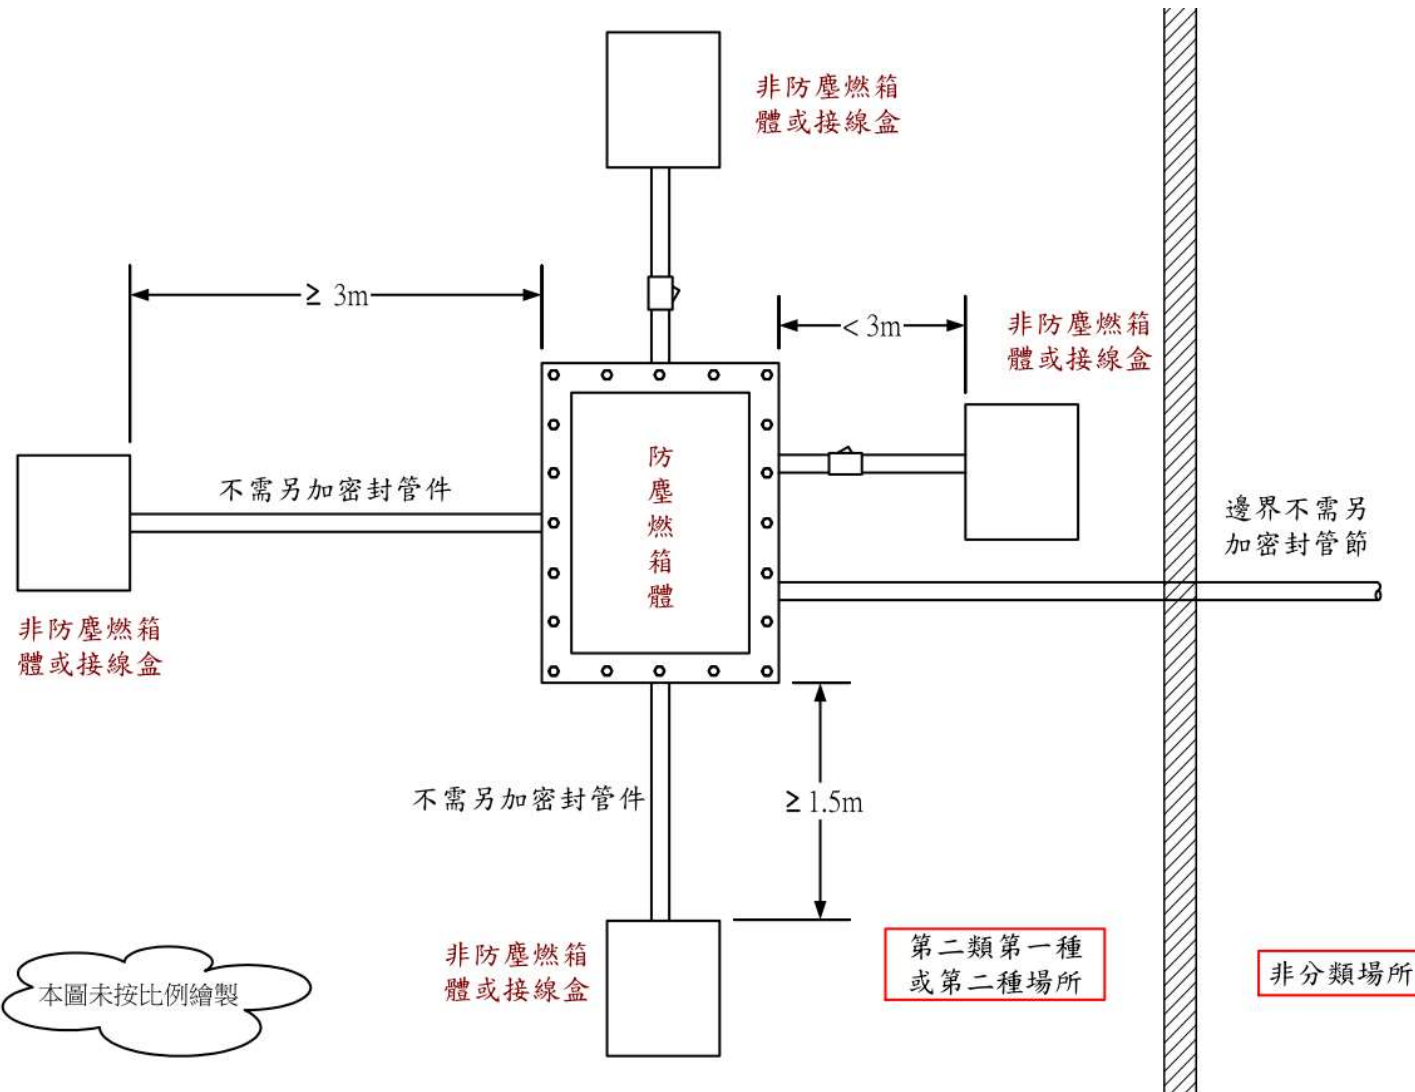 非防塵燃箱
體或接線盒
≥ 3m
< 3m
非防塵燃箱
體或接線盒
防
塵
燃
箱
體
不需另加密封管件
邊界不需另
加密封管節
非防塵燃箱
體或接線盒
不需另加密封管件
≥ 1.5m
非防塵燃箱
體或接線盒
第二類第一種
或第二種場所
非分類場所
本圖未按比例繪製